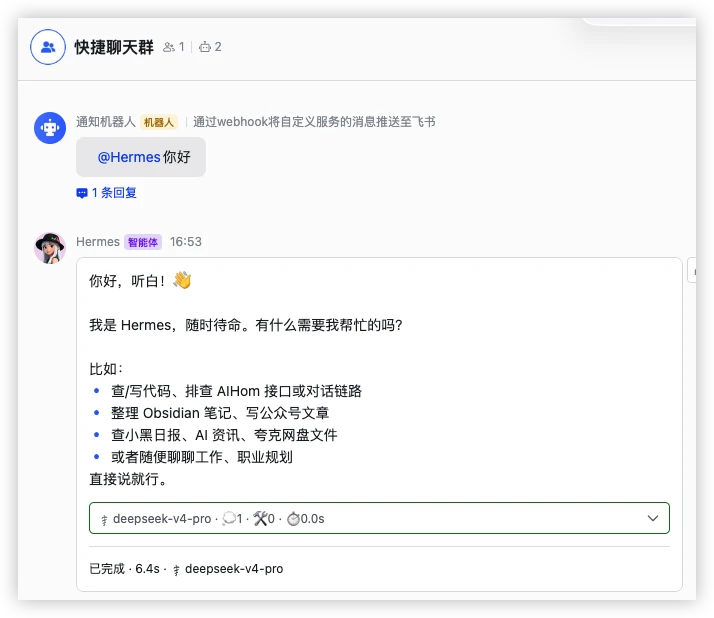 快捷聊天群 1 2
通知机器人 机器人 通过webhook将自定义服务的消息推送至飞书
@Hermes 你好
1 条回复
Hermes 智能体 16:53
你好，听白！👋
我是 Hermes，随时待命。有什么需要我帮忙的吗?
比如：
• 查/写代码、排查 AIHom 接口或对话链路
• 整理 Obsidian 笔记、写公众号文章
• 查小黑日报、AI 资讯、夸克网盘文件
• 或者随便聊聊工作、职业规划
直接说就行。
⚕ deepseek-v4-pro · 💭1 · 🛠0 · ⏱0.0s
已完成 · 6.4s · ⚕ deepseek-v4-pro